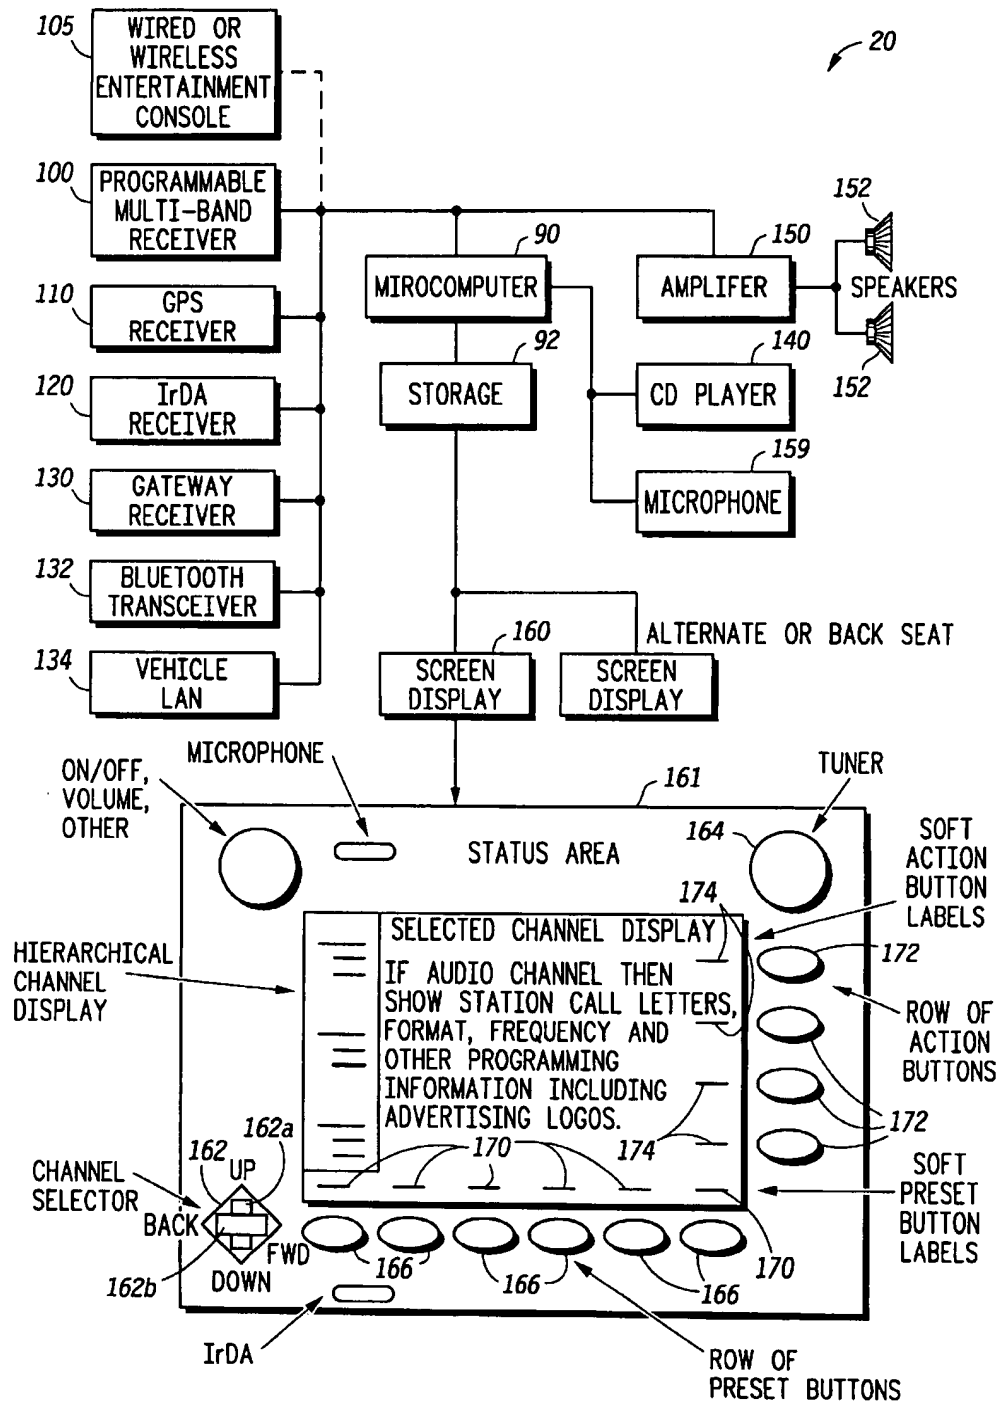 105
WIRED OR
WIRELESS
ENTERTAINMENT
CONSOLE
20
100
PROGRAMMABLE
MULTI-BAND
RECEIVER
90
MIROCOMPUTER
150
AMPLIFER
152
SPEAKERS
152
110
GPS
RECEIVER
92
STORAGE
140
CD PLAYER
120
IrDA
RECEIVER
159
MICROPHONE
130
GATEWAY
RECEIVER
132
BLUETOOTH
TRANSCEIVER
134
VEHICLE
LAN
160
SCREEN
DISPLAY
ALTERNATE OR BACK SEAT
SCREEN
DISPLAY
MICROPHONE
ON/OFF,
VOLUME,
OTHER
161
TUNER
164
STATUS AREA
SOFT
ACTION
BUTTON
LABELS
174
172
HIERARCHICAL
CHANNEL
DISPLAY
SELECTED CHANNEL DISPLAY
IF AUDIO CHANNEL THEN
SHOW STATION CALL LETTERS,
FORMAT, FREQUENCY AND
OTHER PROGRAMMING
INFORMATION INCLUDING
ADVERTISING LOGOS.
ROW OF
ACTION
BUTTONS
172
170
174
162
162a
CHANNEL
SELECTOR
UP
BACK
FWD
DOWN
162b
166
166
166
170
SOFT
PRESET
BUTTON
LABELS
IrDA
ROW OF
PRESET BUTTONS